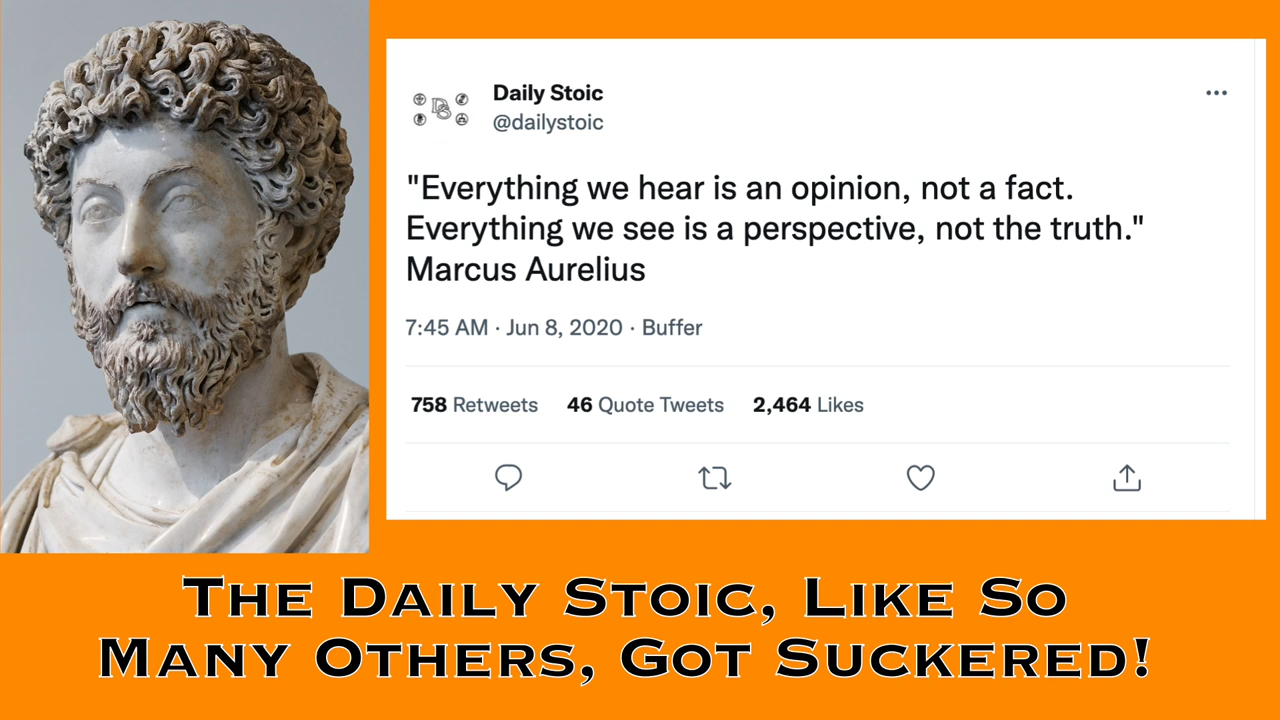 Daily Stoic
@dailystoic
"Everything we hear is an opinion, not a fact.
Everything we see is a perspective, not the truth."
Marcus Aurelius
7:45 AM · Jun 8, 2020 · Buffer
758 Retweets 46 Quote Tweets 2,464 Likes
The Daily Stoic, Like So
Many Others, Got Suckered!